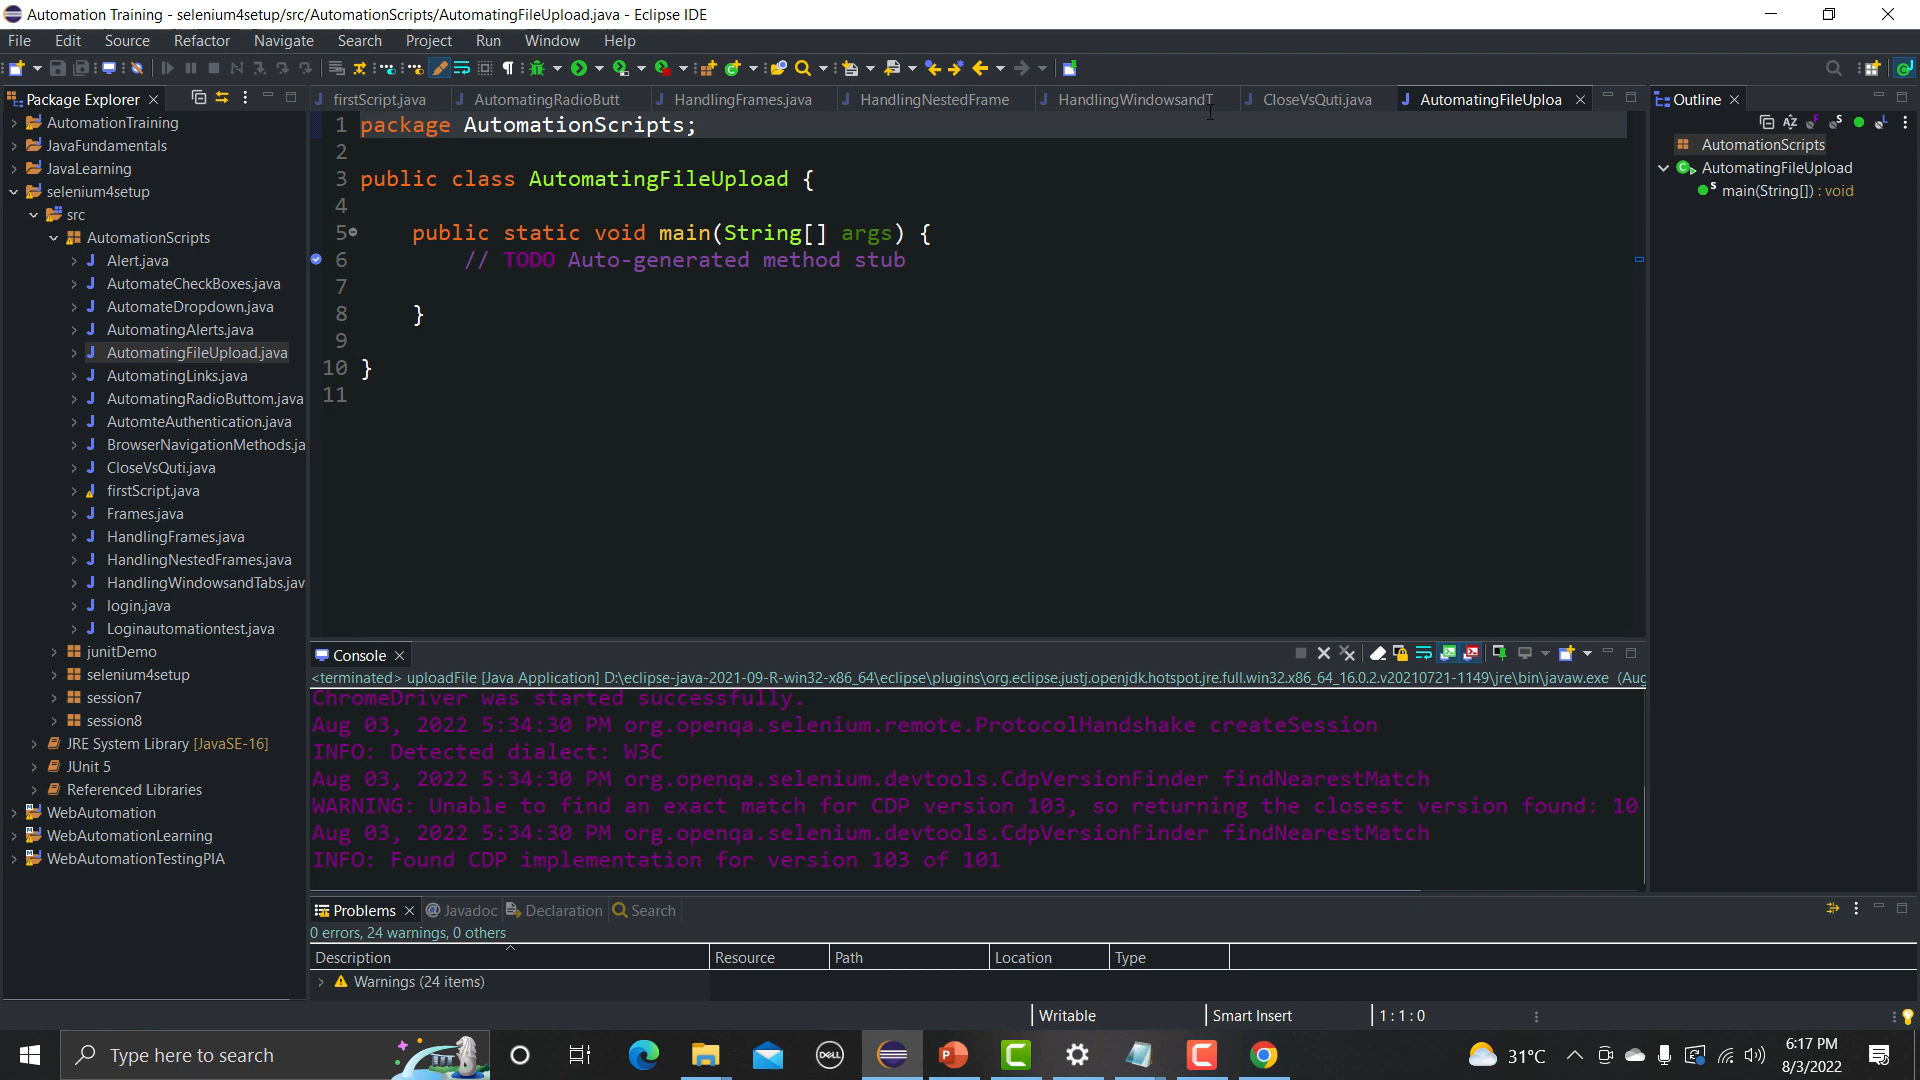 Automation Training - selenium4setup/src/AutomationScripts/AutomatingFileUpload.java - Eclipse IDE
File Edit Source Refactor Navigate Search Project Run Window Help
Package Explorer
firstScript.java AutomatingRadioButt HandlingFrames.java HandlingNestedFrame HandlingWindowsandT CloseVsQuti.java AutomatingFileUploa
Outline
AutomationTraining
JavaFundamentals
JavaLearning
selenium4setup
src
AutomationScripts
Alert.java
AutomateCheckBoxes.java
AutomateDropdown.java
AutomatingAlerts.java
AutomatingFileUpload.java
AutomatingLinks.java
AutomatingRadioButtom.java
AutomteAuthentication.java
BrowserNavigationMethods.ja
CloseVsQuti.java
firstScript.java
Frames.java
HandlingFrames.java
HandlingNestedFrames.java
HandlingWindowsandTabs.jav
login.java
Loginautomationtest.java
junitDemo
selenium4setup
session7
session8
JRE System Library [JavaSE-16]
JUnit 5
Referenced Libraries
WebAutomation
WebAutomationLearning
WebAutomationTestingPIA
1 package AutomationScripts;
2
3 public class AutomatingFileUpload {
4
5 public static void main(String[] args) {
6 // TODO Auto-generated method stub
7
8 }
9
10 }
11
AutomationScripts
AutomatingFileUpload
main(String[]) : void
Console
<terminated> uploadFile [Java Application] D:\eclipse-java-2021-09-R-win32-x86_64\eclipse\plugins\org.eclipse.justj.openjdk.hotspot.jre.full.win32.x86_64_16.0.2.v20210721-1149\jre\bin\javaw.exe (Aug
ChromeDriver was started successfully.
Aug 03, 2022 5:34:30 PM org.openqa.selenium.remote.ProtocolHandshake createSession
INFO: Detected dialect: W3C
Aug 03, 2022 5:34:30 PM org.openqa.selenium.devtools.CdpVersionFinder findNearestMatch
WARNING: Unable to find an exact match for CDP version 103, so returning the closest version found: 10
Aug 03, 2022 5:34:30 PM org.openqa.selenium.devtools.CdpVersionFinder findNearestMatch
INFO: Found CDP implementation for version 103 of 101
Problems Javadoc Declaration Search
0 errors, 24 warnings, 0 others
Description Resource Path Location Type
Warnings (24 items)
Writable Smart Insert 1 : 1 : 0
Type here to search
DELL
31°C
6:17 PM
8/3/2022